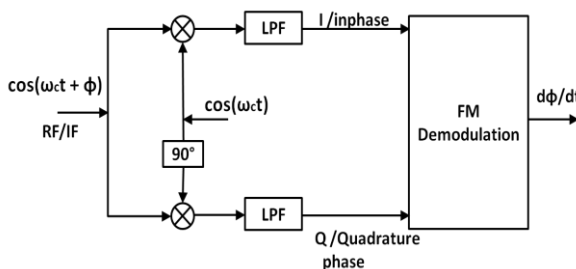 I/inphase
LPF
cos(ωct + ϕ)
RF/IF
cos(ωct)
90°
FM
Demodulation
dϕ/dt
LPF
Q/Quadrature
phase